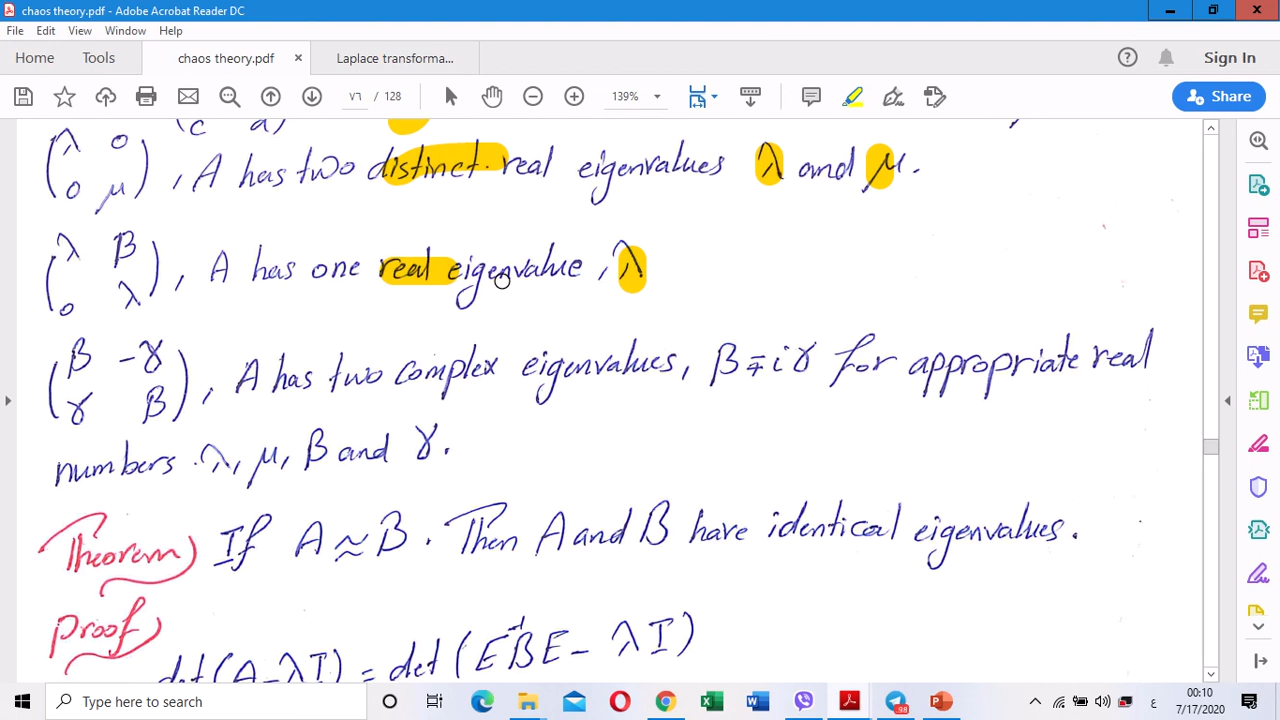 chaos theory.pdf - Adobe Acrobat Reader DC
File Edit View Window Help
Home Tools chaos theory.pdf × Laplace transforma... Sign In
٧٦ / 128 139% Share
(c a)
(λ 0
0 μ), A has two distinct real eigenvalues λ and μ.
(λ β
0 λ), A has one real eigenvalue, λ
(β -γ
γ β), A has two complex eigenvalues, β ∓ iγ for appropriate real
numbers λ, μ, β and γ.
Theorem) If A ≈ B. Then A and B have identical eigenvalues.
Proof)
det(A-λI) = det(E⁻¹BE - λI)
Type here to search
98
ع
00:10
7/17/2020